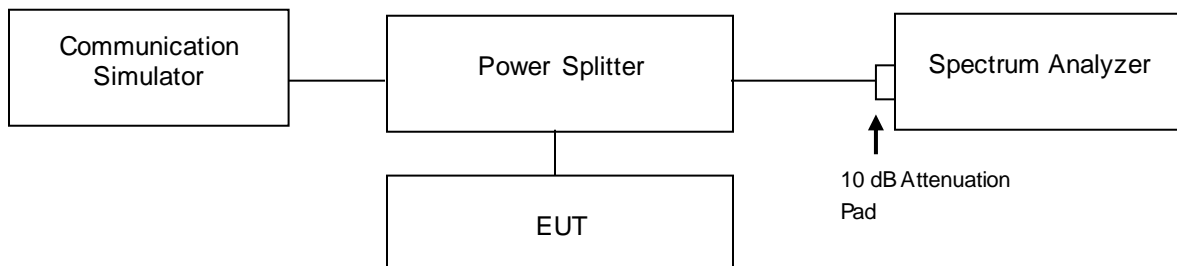 Communication
Simulator
Power Splitter
Spectrum Analyzer
10 dB Attenuation
Pad
EUT